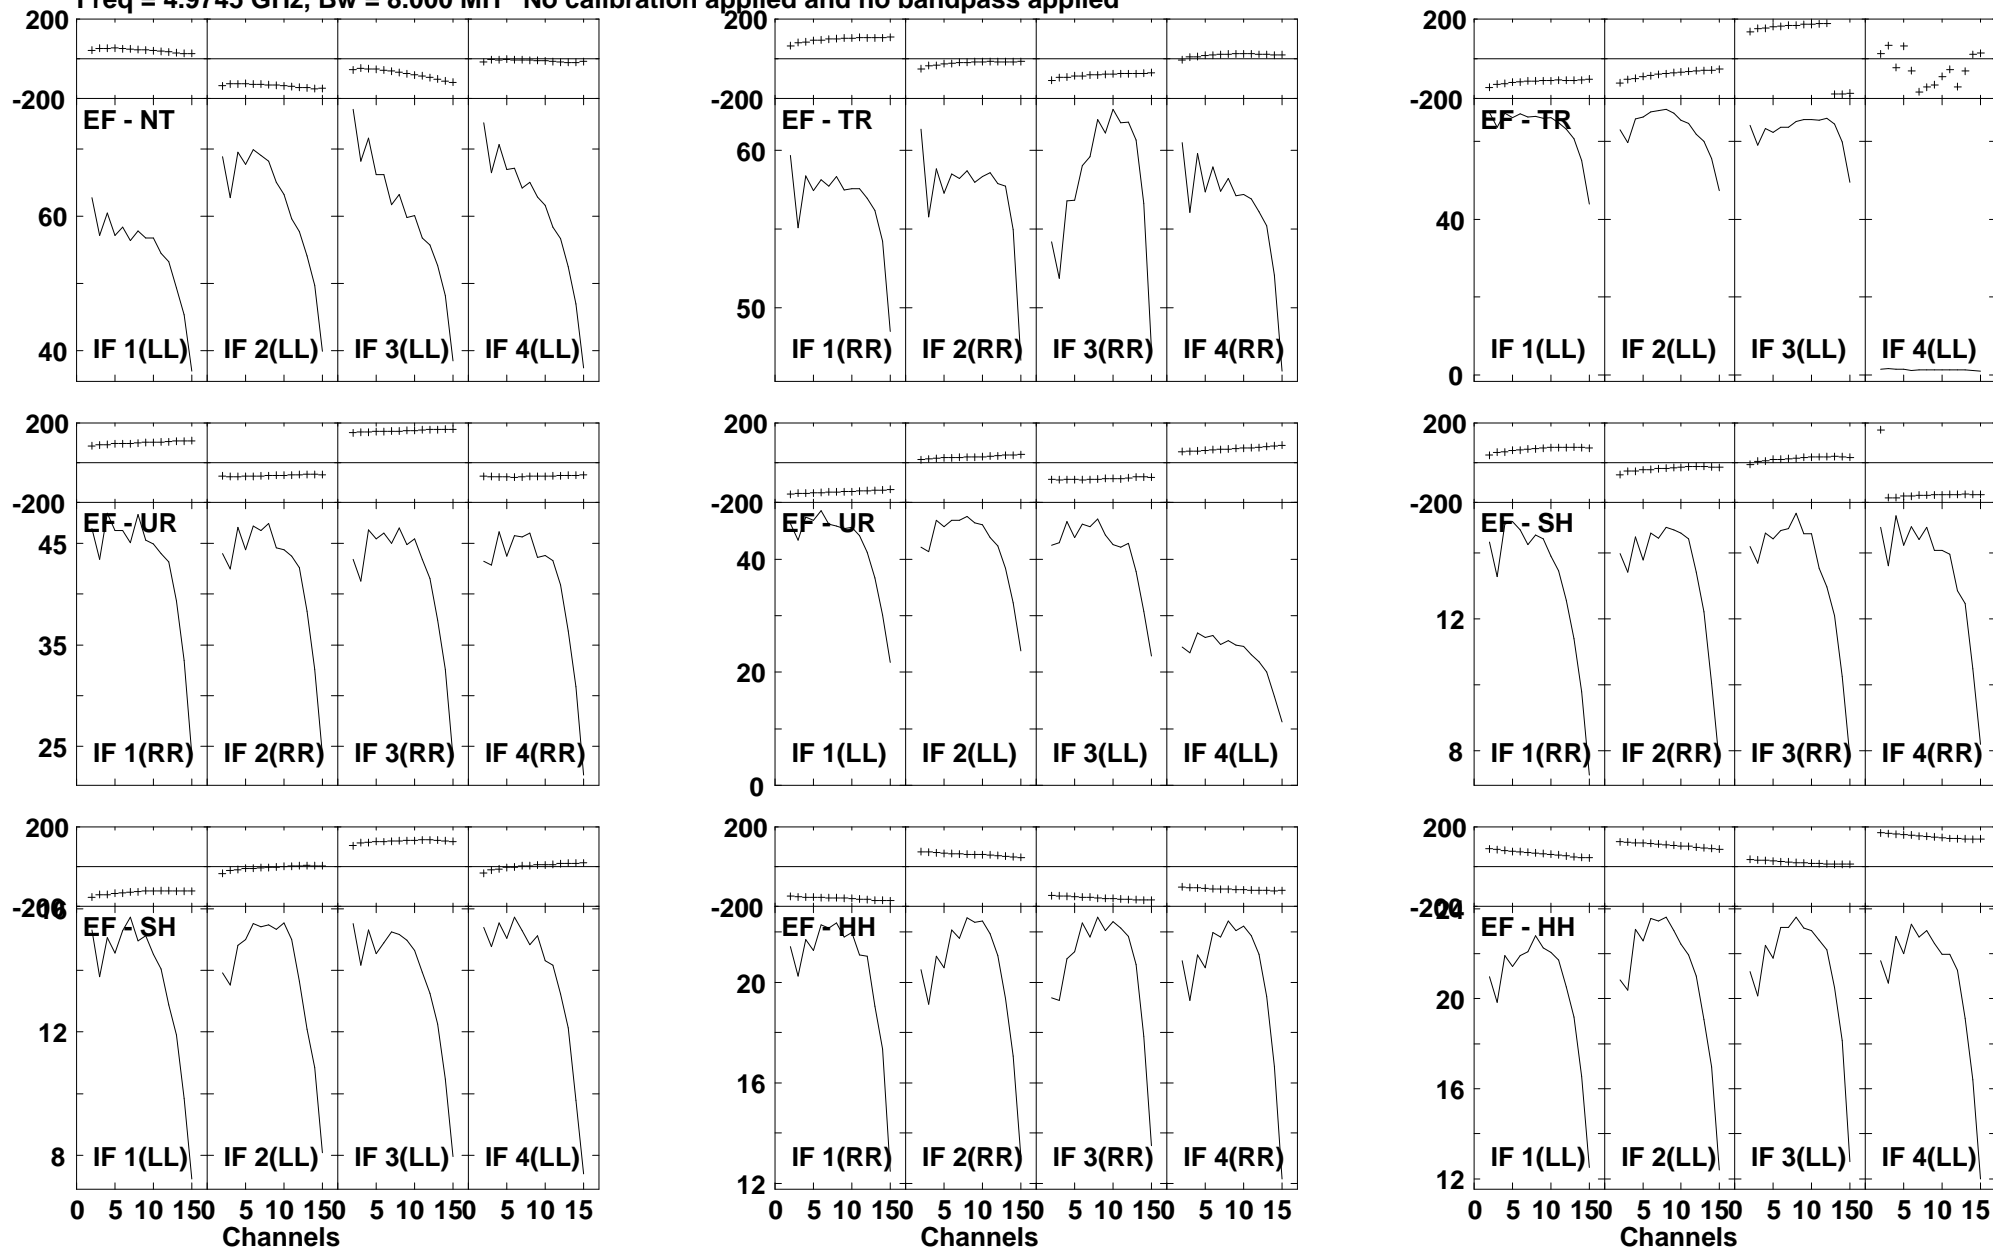 Freq = 4.9745 GHz, Bw = 8.000 MH No calibration applied and no bandpass applied
200
-200
EF - NT
60
40
IF 1(LL) IF 2(LL) IF 3(LL) IF 4(LL)
EF - TR
60
50
IF 1(RR) IF 2(RR) IF 3(RR) IF 4(RR)
200
-200
EF - TR
40
0
IF 1(LL) IF 2(LL) IF 3(LL) IF 4(LL)
200
-200
EF - UR
45
35
25
IF 1(RR) IF 2(RR) IF 3(RR) IF 4(RR)
EF - UR
40
20
0
IF 1(LL) IF 2(LL) IF 3(LL) IF 4(LL)
200
-200
EF - SH
12
8
IF 1(RR) IF 2(RR) IF 3(RR) IF 4(RR)
200
-200
16
EF - SH
12
8
IF 1(LL) IF 2(LL) IF 3(LL) IF 4(LL)
0 5 10 15 0 5 10 15 0 5 10 15 0 5 10 15
Channels
EF - HH
20
16
12
IF 1(RR) IF 2(RR) IF 3(RR) IF 4(RR)
0 5 10 15 0 5 10 15 0 5 10 15 0 5 10 15
Channels
200
-200
24
EF - HH
20
16
12
IF 1(LL) IF 2(LL) IF 3(LL) IF 4(LL)
0 5 10 15 0 5 10 15 0 5 10 15 0 5 10 15
Channels